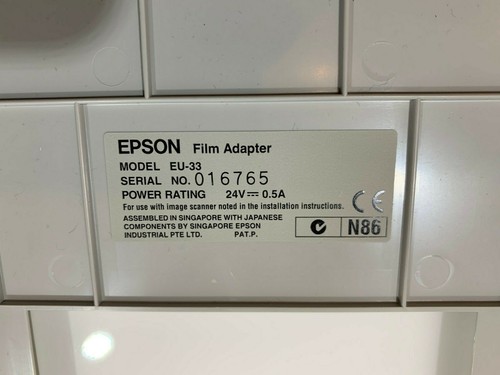 EPSON Film Adapter
MODEL EU-33
SERIAL NO. 016765
POWER RATING 24V⎓0.5A
For use with image scanner noted in the installation instructions.
CE
ASSEMBLED IN SINGAPORE WITH JAPANESE
COMPONENTS BY SINGAPORE EPSON
INDUSTRIAL PTE LTD. PAT.P.
N86